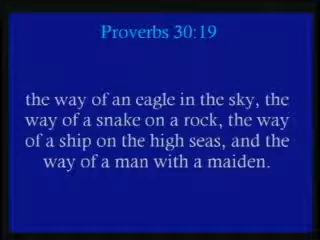 Proverbs 30:19
the way of an eagle in the sky, the
way of a snake on a rock, the way
of a ship on the high seas, and the
way of a man with a maiden.